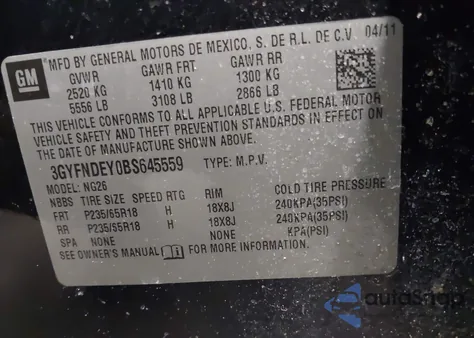 GM
MFD BY GENERAL MOTORS DE MEXICO, S. DE R.L. DE C.V. 04/11
GVWR GAWR FRT GAWR RR
2520 KG 1410 KG 1300 KG
5556 LB 3108 LB 2866 LB
THIS VEHICLE CONFORMS TO ALL APPLICABLE U.S. FEDERAL MOTOR
VEHICLE SAFETY AND THEFT PREVENTION STANDARDS IN EFFECT ON
THE DATE OF MANUFACTURE SHOWN ABOVE.
3GYFNDEY0BS645559 TYPE: M.P.V.
MODEL: NG26
NBBS TIRE SIZE SPEED RTG RIM COLD TIRE PRESSURE
FRT P235/65R18 H 18X8J 240KPA(35PSI)
RR P235/65R18 H 18X8J 240KPA(35PSI)
SPA NONE NONE KPA(PSI)
SEE OWNER'S MANUAL FOR MORE INFORMATION.
autoSnap